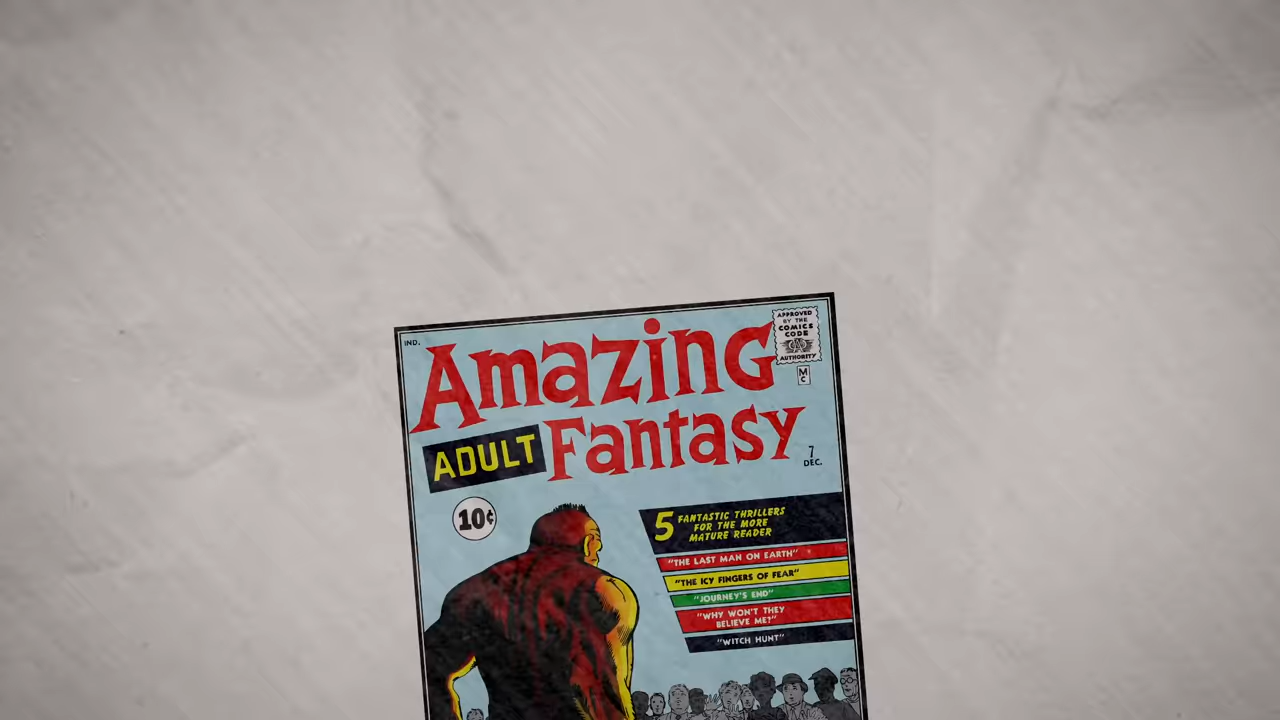 IND.
Amazing
ADULT Fantasy
APPROVED
BY THE
COMICS
CODE
AUTHORITY
M
C
7
DEC.
10¢
5 FANTASTIC THRILLERS
FOR THE MORE
MATURE READER
"THE LAST MAN ON EARTH"
"THE ICY FINGERS OF FEAR"
"JOURNEY'S END"
"WHY WON'T THEY
BELIEVE ME?"
"WITCH HUNT"